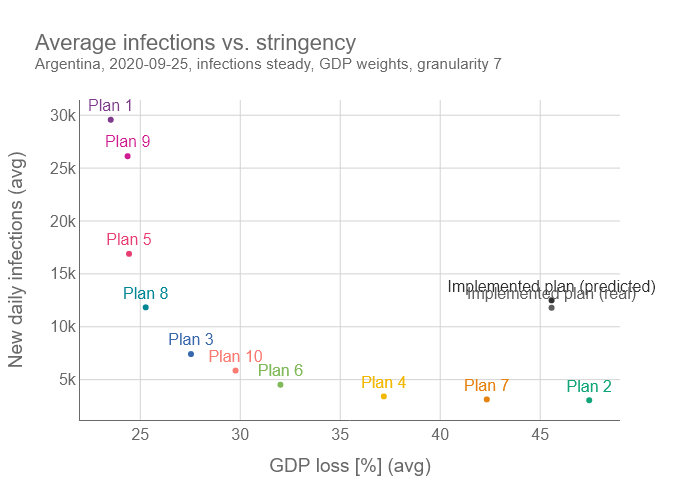 Average infections vs. stringency
Argentina, 2020-09-25, infections steady, GDP weights, granularity 7
New daily infections (avg)
30k
25k
20k
15k
10k
5k
Plan 1
Plan 9
Plan 5
Plan 8
Implemented plan (predicted)
Implemented plan (real)
Plan 3
Plan 10
Plan 6
Plan 4
Plan 7
Plan 2
25
30
35
40
45
GDP loss [%] (avg)